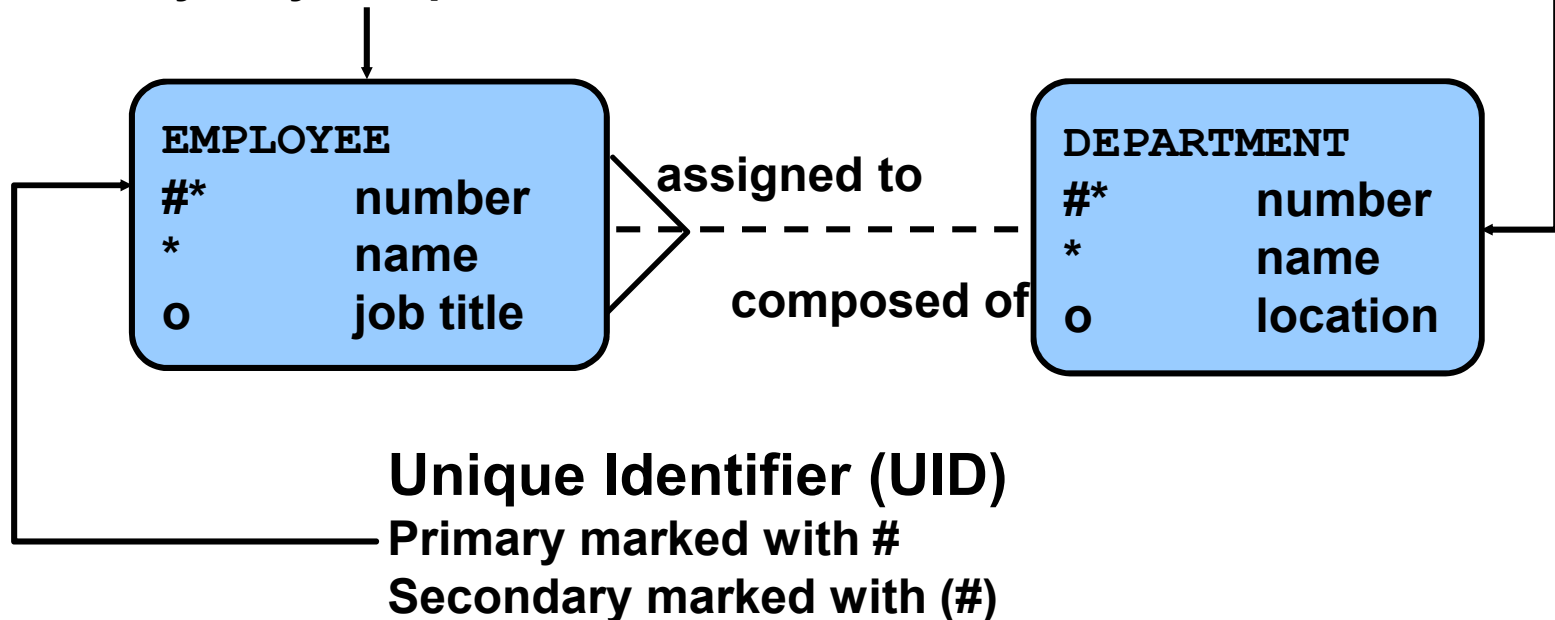 EMPLOYEE
#* number
* name
o job title
assigned to
composed of
DEPARTMENT
#* number
* name
o location
Unique Identifier (UID)
Primary marked with #
Secondary marked with (#)